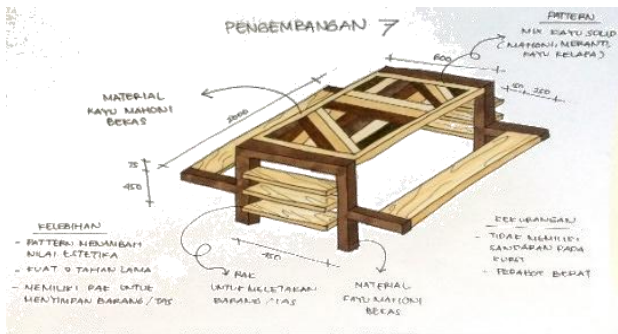 PENGEMBANGAN 7
PATTERN
MIX KAYU SOLID
(MAHONI, MERANTI,
KAYU KELAPA)
600
50
250
MATERIAL
KAYU MAHONI
BEKAS
75
450
KELEBIHAN
- PATTERN MENAMBAH
NILAI ESTETIKA
- KUAT & TAHAN LAMA
- MEMILIKI RAK UNTUK
MENYIMPAN BARANG/TAS
RAK
UNTUK MELETAKAN
BARANG/TAS
MATERIAL
KAYU MAHONI
BEKAS
KEKURANGAN
- TIDAK MEMILIKI
SANDARAN PADA
KURSI
- PERABOT BERAT